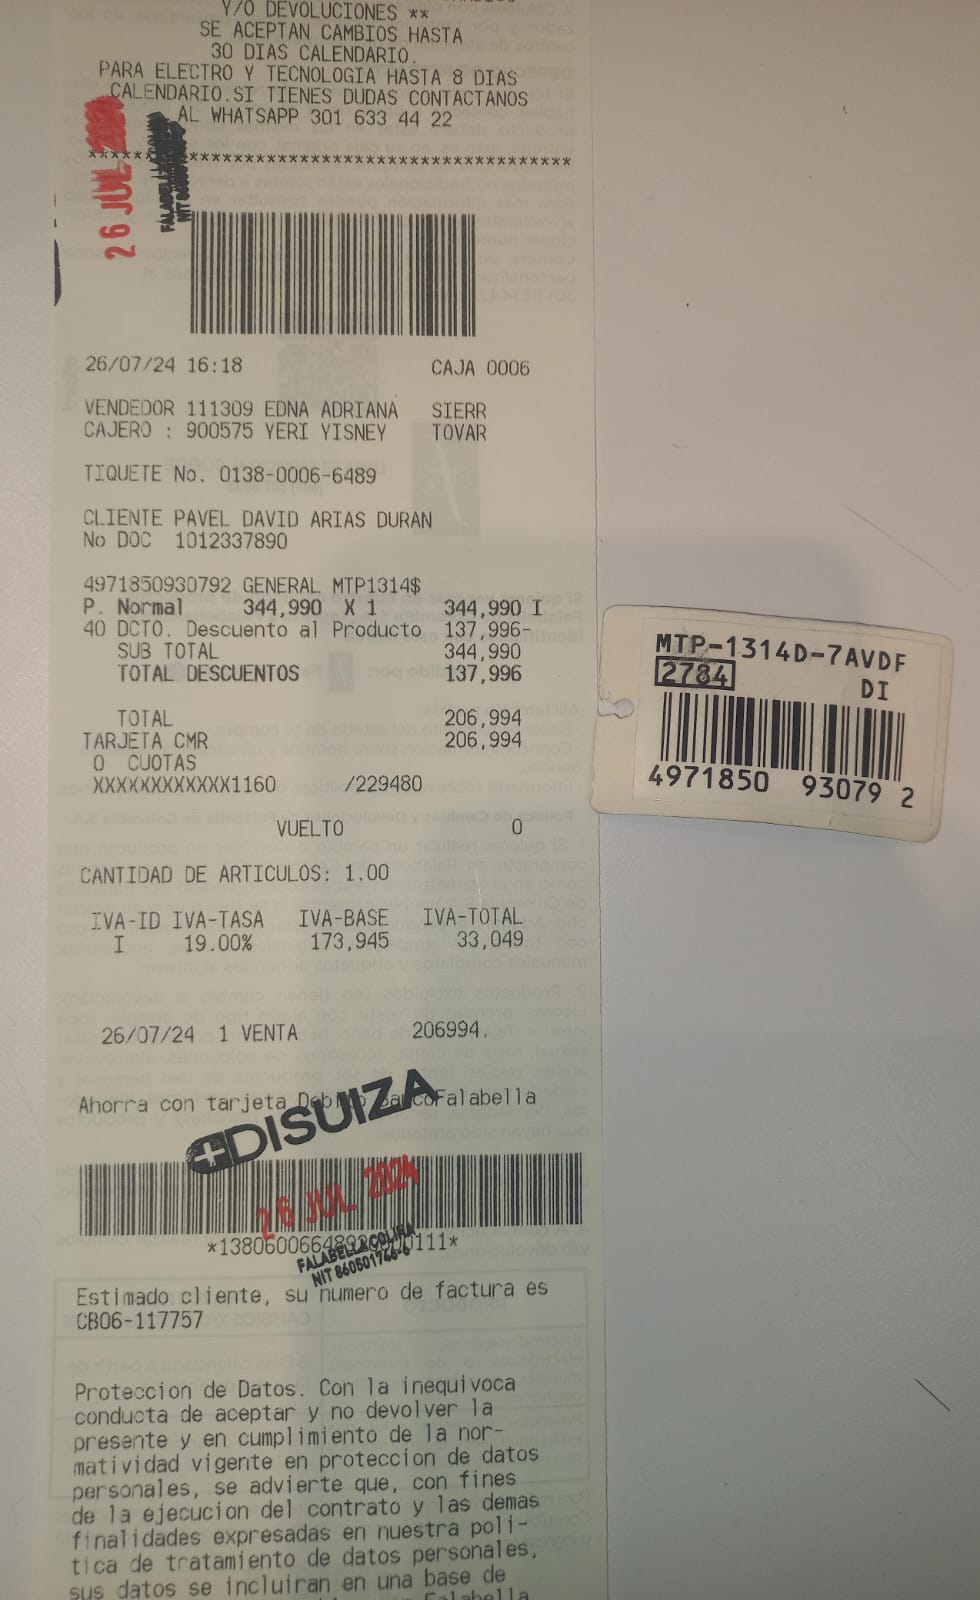 Y/O DEVOLUCIONES **
SE ACEPTAN CAMBIOS HASTA
30 DIAS CALENDARIO.
PARA ELECTRO Y TECNOLOGIA HASTA 8 DIAS
CALENDARIO.SI TIENES DUDAS CONTACTANOS
AL WHATSAPP 301 633 44 22
26 JUL 2024
FALABELLA COLINA
*******************************************
26/07/24 16:18 CAJA 0006
VENDEDOR 111309 EDNA ADRIANA SIERR
CAJERO : 900575 YERI YISNEY TOVAR
TIQUETE No. 0138-0006-6489
CLIENTE PAVEL DAVID ARIAS DURAN
No DOC 1012337890
4971850930792 GENERAL MTP1314$
P. Normal 344,990 X 1 344,990 I
40 DCTO. Descuento al Producto 137,996-
SUB TOTAL 344,990
TOTAL DESCUENTOS 137,996
TOTAL 206,994
TARJETA CMR 206,994
0 CUOTAS
XXXXXXXXXXXX1160 /229480
VUELTO 0
CANTIDAD DE ARTICULOS: 1.00
IVA-ID IVA-TASA IVA-BASE IVA-TOTAL
I 19.00% 173,945 33,049
26/07/24 1 VENTA 206994.
Ahorra con tarjeta Debito BancoFalabella
+DISUIZA
26 JUL 2024
FALABELLA COLINA
NIT 860501746-6
Estimado cliente, su numero de factura es
CB06-117757
Proteccion de Datos. Con la inequivoca
conducta de aceptar y no devolver la
presente y en cumplimiento de la nor-
matividad vigente en proteccion de datos
personales, se advierte que, con fines
de la ejecucion del contrato y las demas
finalidades expresadas en nuestra poli-
tica de tratamiento de datos personales,
sus datos se incluiran en una base de
Falabella
MTP-1314D-7AVDF
2784 DI
4971850 93079 2